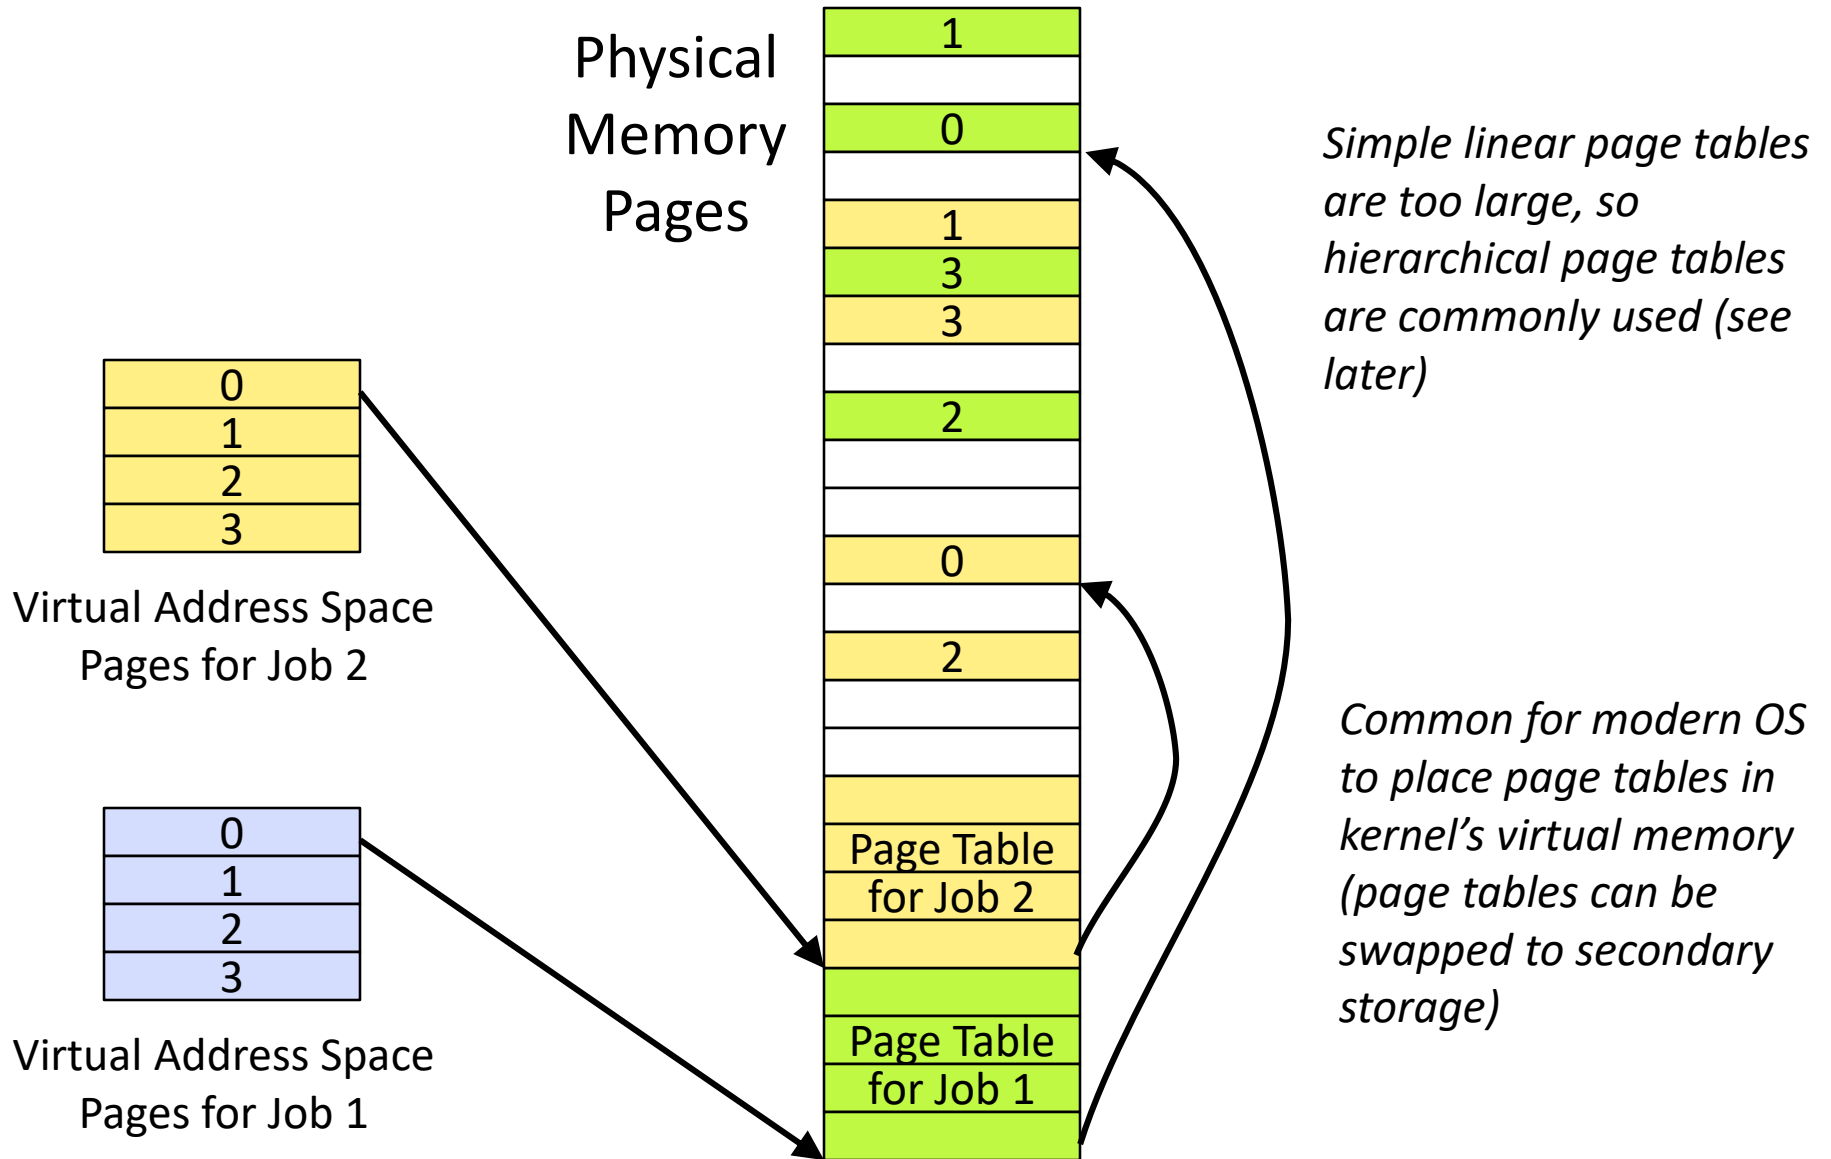 Physical
Memory
Pages
1
0
1
3
3
2
0
2
Page Table
for Job 2
Page Table
for Job 1
0
1
2
3
Virtual Address Space
Pages for Job 2
0
1
2
3
Virtual Address Space
Pages for Job 1
Simple linear page tables
are too large, so
hierarchical page tables
are commonly used (see
later)
Common for modern OS
to place page tables in
kernel’s virtual memory
(page tables can be
swapped to secondary
storage)